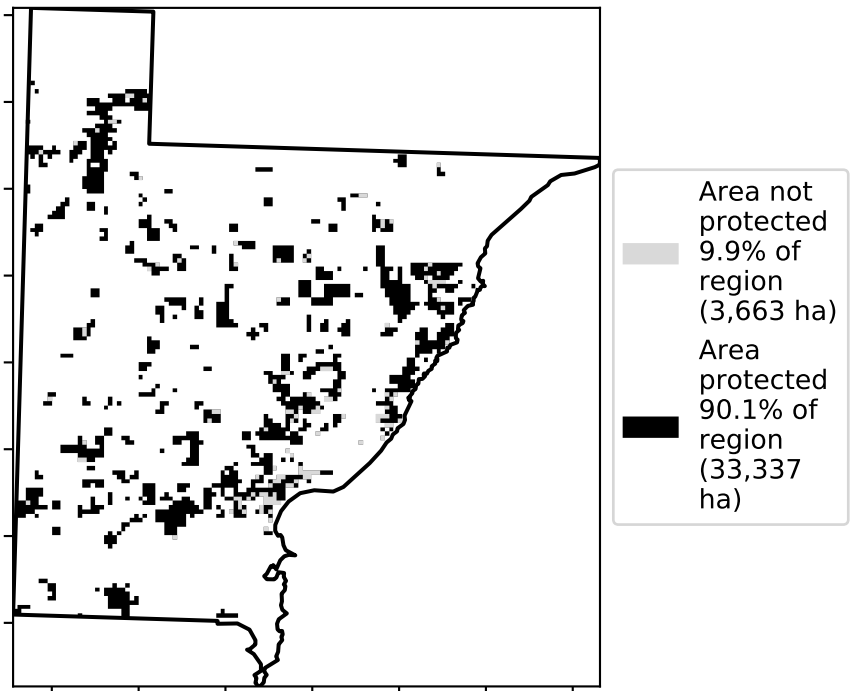 Area not
protected
9.9% of
region
(3,663 ha)
Area
protected
90.1% of
region
(33,337
ha)